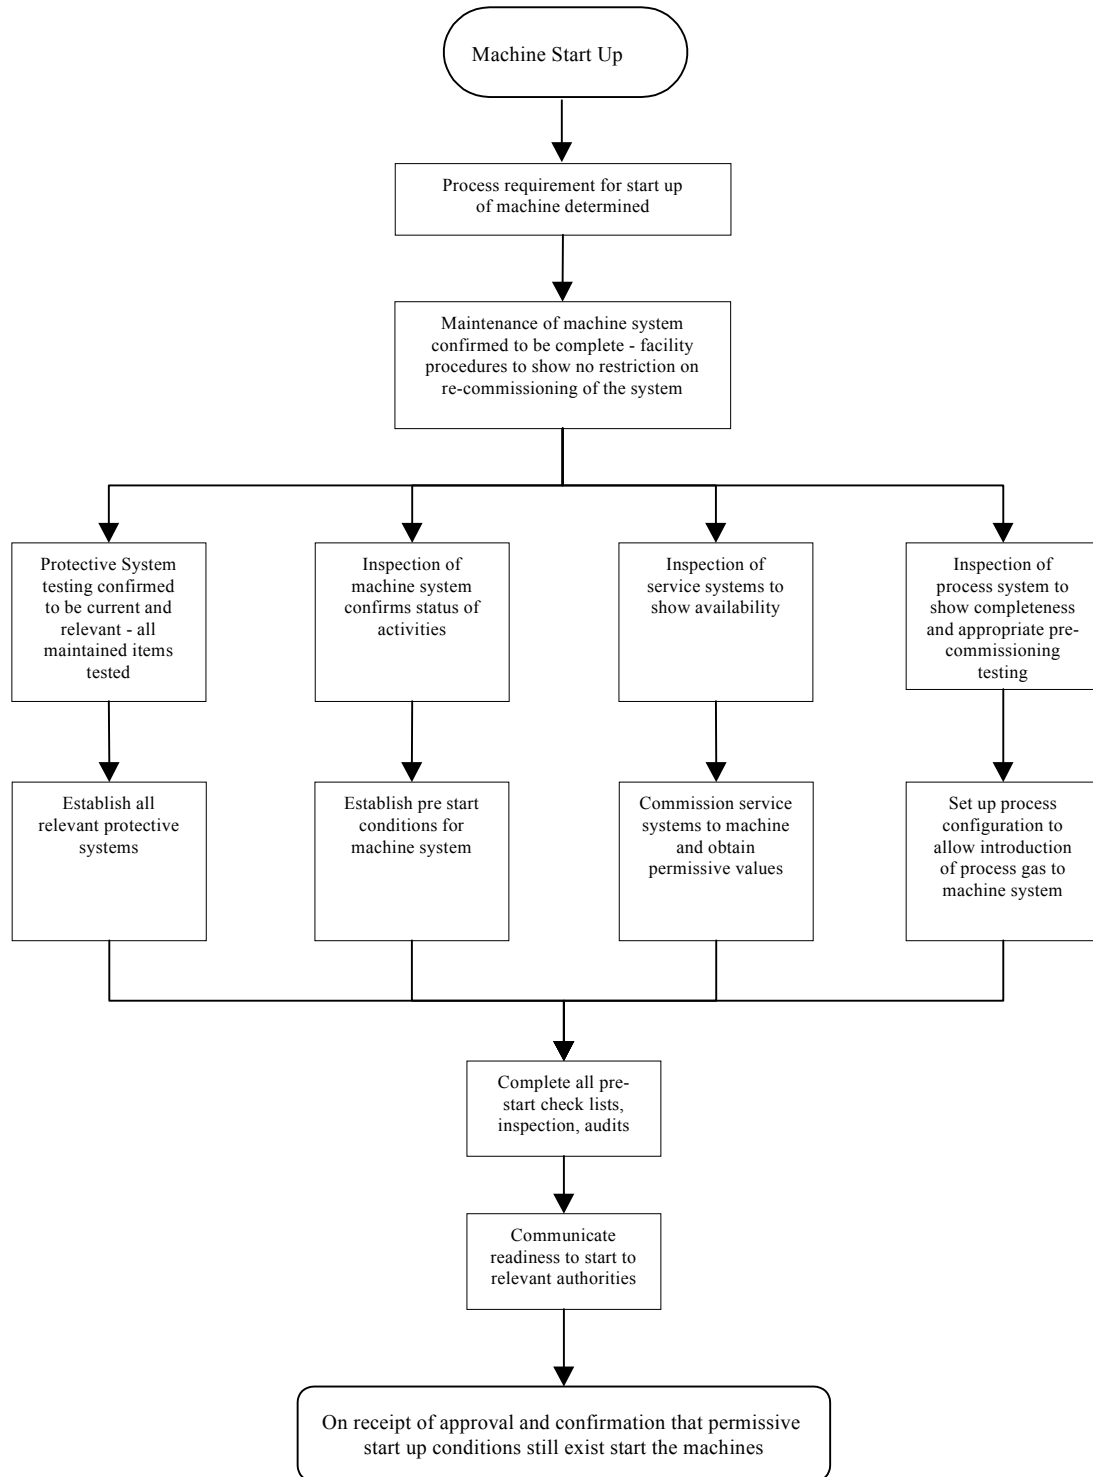 Machine Start Up
Process requirement for start up
of machine determined
Maintenance of machine system
confirmed to be complete - facility
procedures to show no restriction on
re-commissioning of the system
Protective System
testing confirmed
to be current and
relevant - all
maintained items
tested
Inspection of
machine system
confirms status of
activities
Inspection of
service systems to
show availability
Inspection of
process system to
show completeness
and appropriate pre-
commissioning
testing
Establish all
relevant protective
systems
Establish pre start
conditions for
machine system
Commission service
systems to machine
and obtain
permissive values
Set up process
configuration to
allow introduction
of process gas to
machine system
Complete all pre-
start check lists,
inspection, audits
Communicate
readiness to start to
relevant authorities
On receipt of approval and confirmation that permissive
start up conditions still exist start the machines